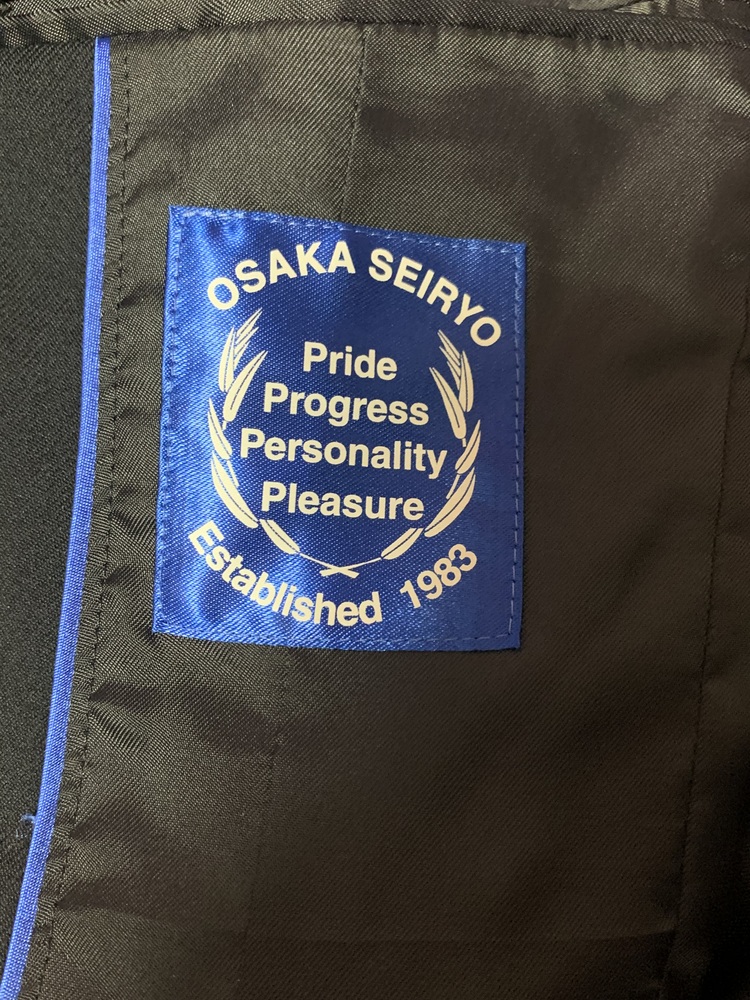 OSAKA SEIRYO
Pride
Progress
Personality
Pleasure
Established 1983